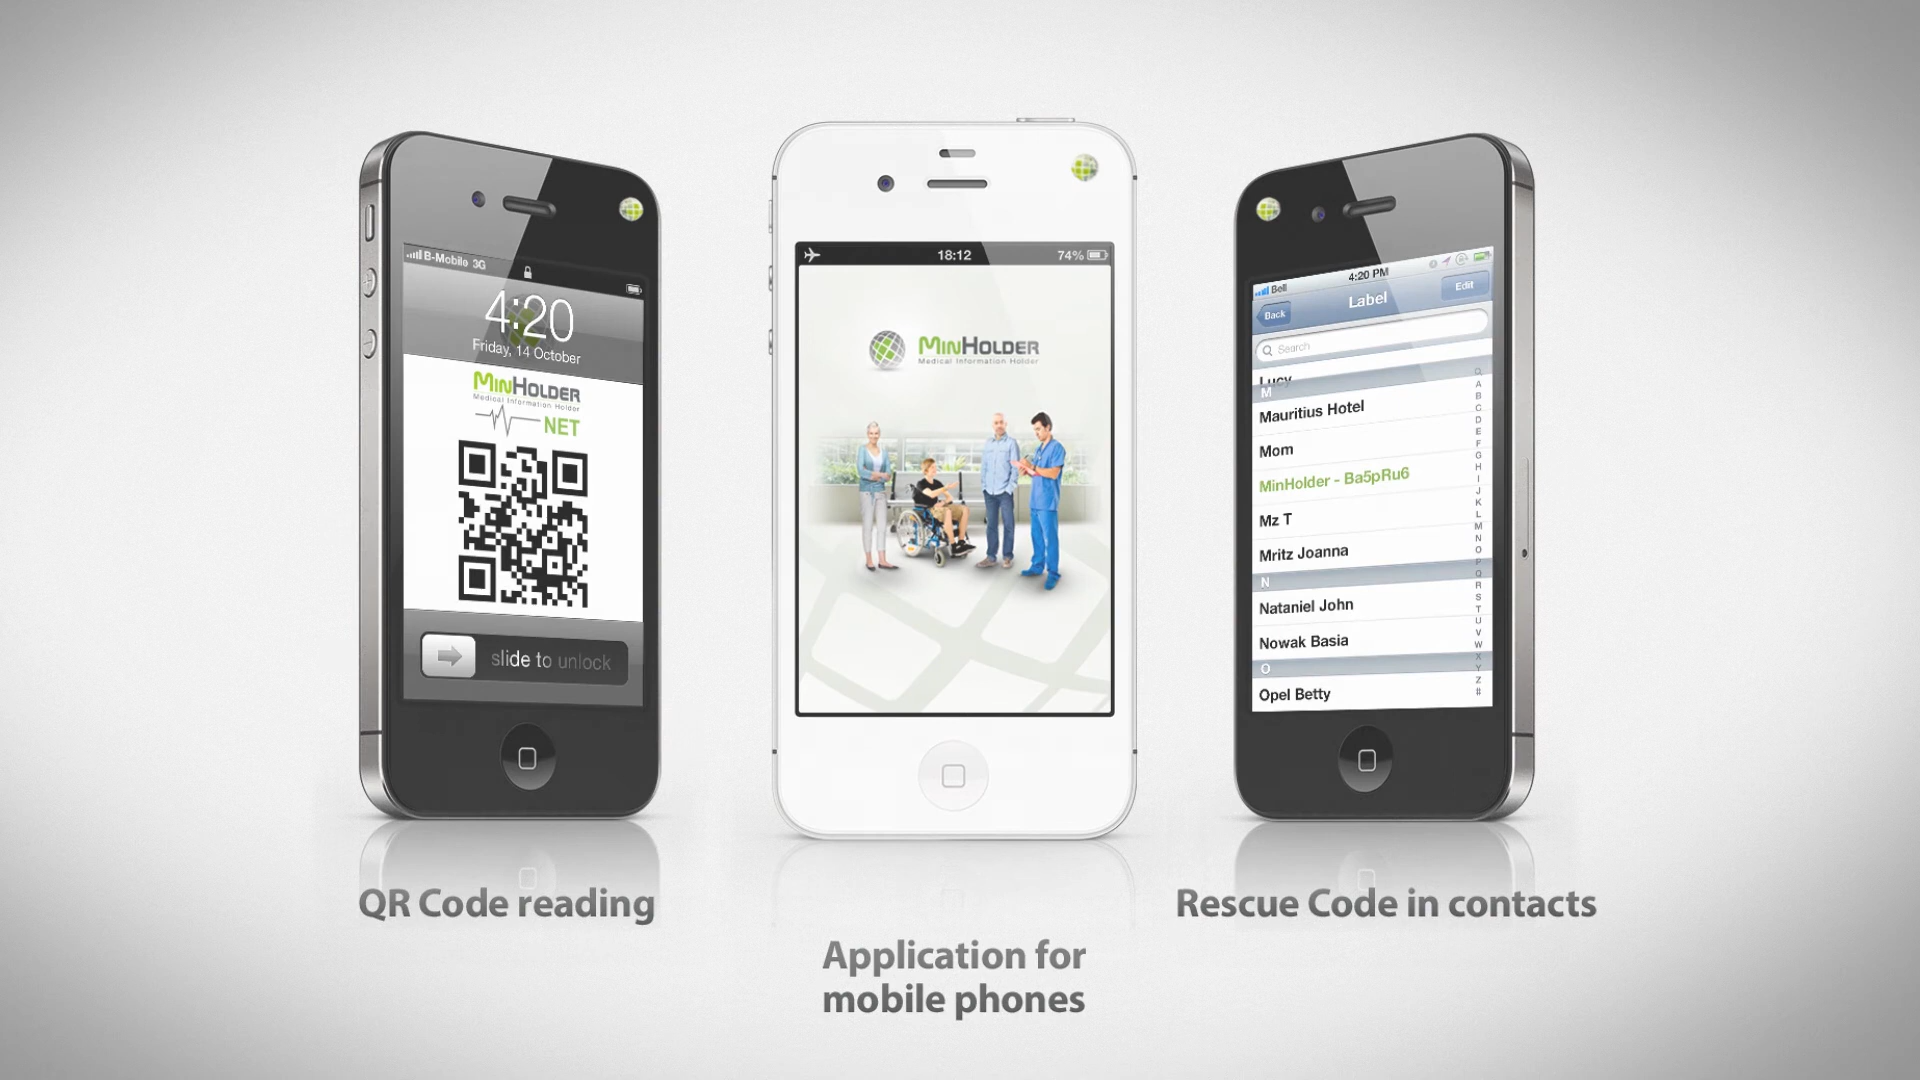 B-Mobile 3G
4:20
Friday, 14 October
MINHOLDER
Medical Information Holder
NET
slide to unlock
QR Code reading
18:12
74%
MINHOLDER
Medical Information Holder
Application for
mobile phones
Bell
4:20 PM
Back
Label
Edit
Search
Lucy
M
Mauritius Hotel
Mom
MinHolder - Ba5pRu6
Mz T
Mritz Joanna
N
Nataniel John
Nowak Basia
O
Opel Betty
A
B
C
D
E
F
G
H
I
J
K
L
M
N
O
P
Q
R
S
T
U
V
W
X
Y
Z
#
Rescue Code in contacts